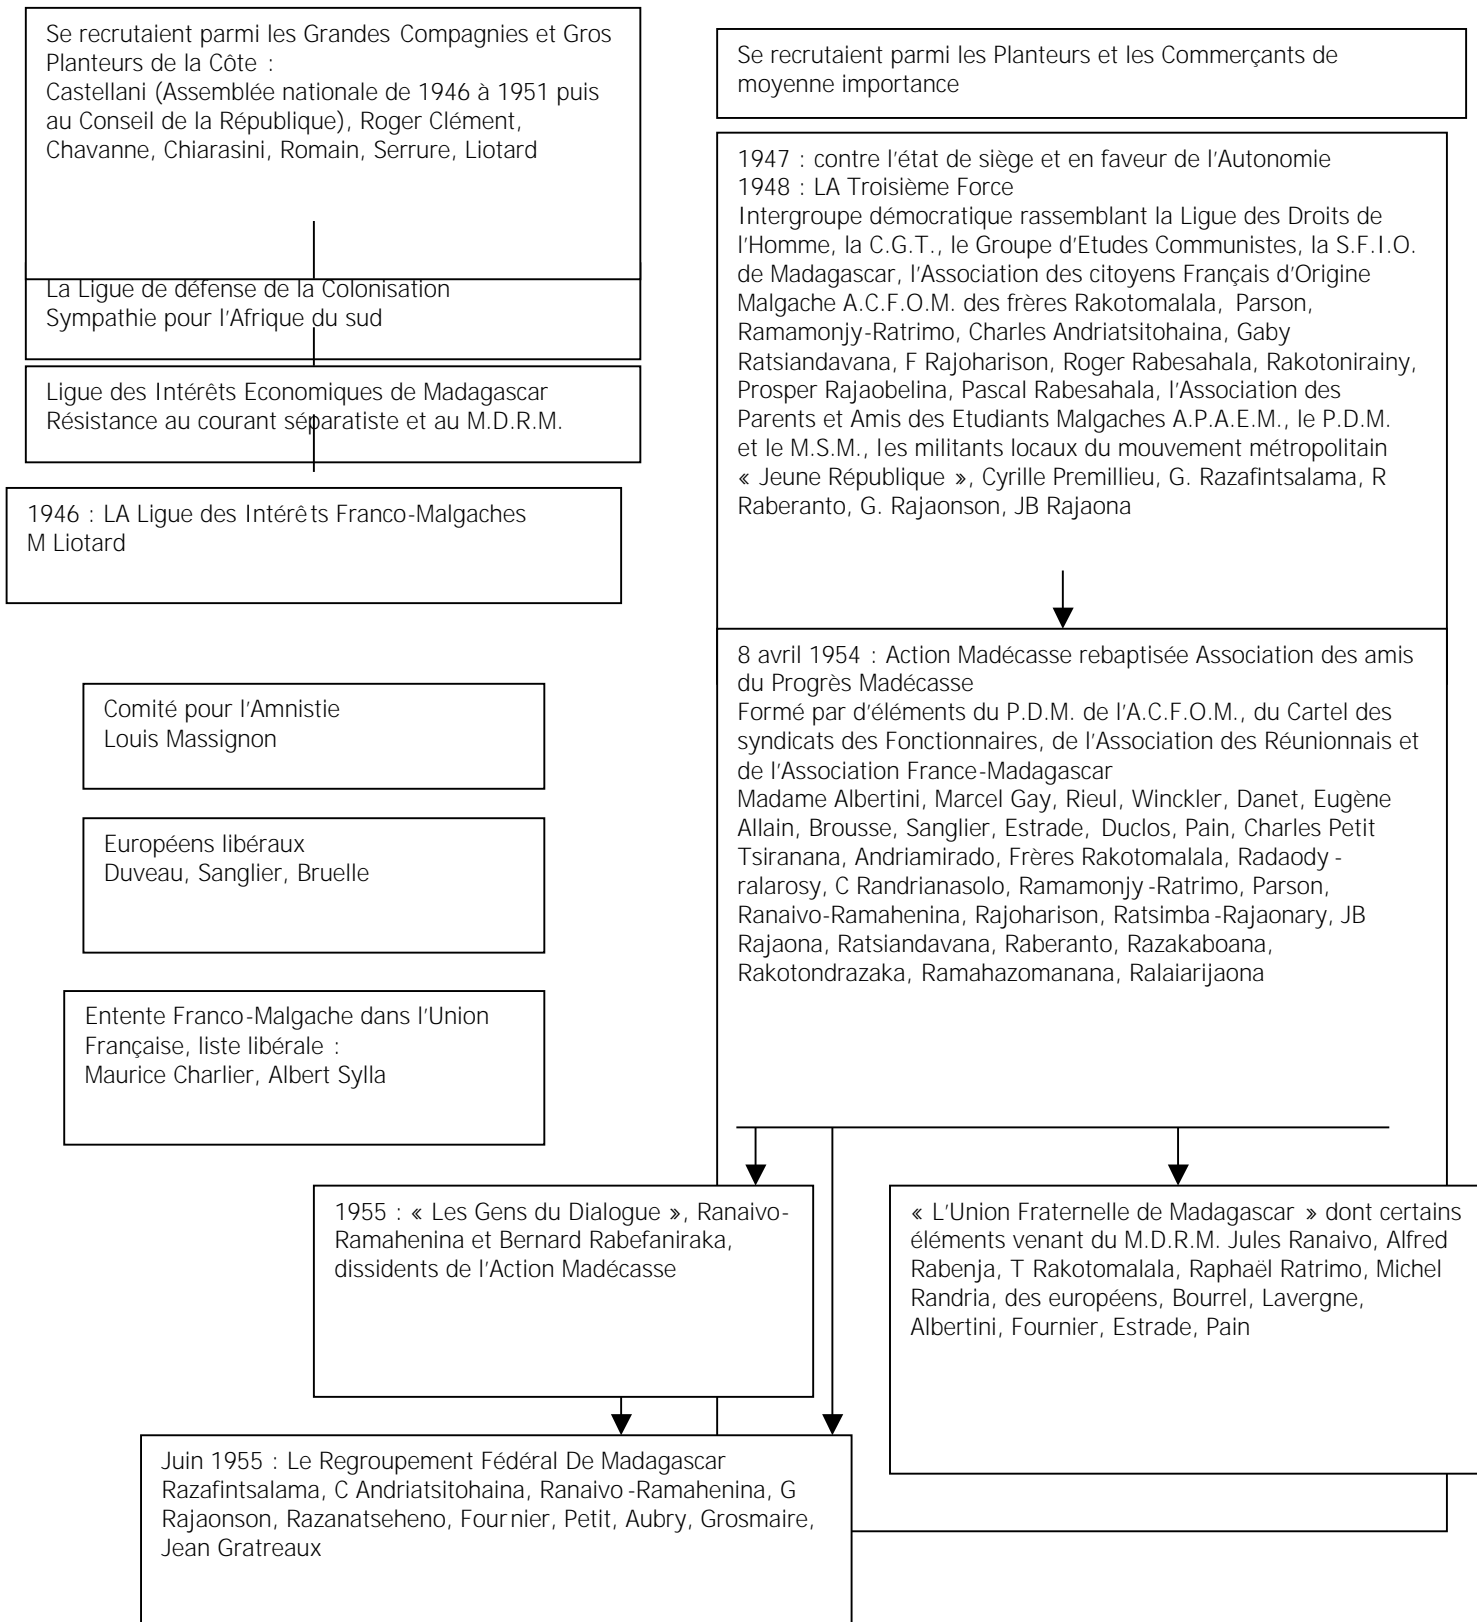 Se recrutaient parmi les Grandes Compagnies et Gros
Planteurs de la Côte :
Castellani (Assemblée nationale de 1946 à 1951 puis
au Conseil de la République), Roger Clément,
Chavanne, Chiarasini, Romain, Serrure, Liotard
La Ligue de défense de la Colonisation
Sympathie pour l'Afrique du sud
Ligue des Intérêts Economiques de Madagascar
Résistance au courant séparatiste et au M.D.R.M.
1946 : LA Ligue des Intérêts Franco-Malgaches
M Liotard
Comité pour l'Amnistie
Louis Massignon
Européens libéraux
Duveau, Sanglier, Bruelle
Entente Franco-Malgache dans l'Union
Française, liste libérale :
Maurice Charlier, Albert Sylla
Se recrutaient parmi les Planteurs et les Commerçants de
moyenne importance
1947 : contre l'état de siège et en faveur de l'Autonomie
1948 : LA Troisième Force
Intergroupe démocratique rassemblant la Ligue des Droits de
l'Homme, la C.G.T., le Groupe d'Etudes Communistes, la S.F.I.O.
de Madagascar, l'Association des citoyens Français d'Origine
Malgache A.C.F.O.M. des frères Rakotomalala, Parson,
Ramamonjy-Ratrimo, Charles Andriatsitohaina, Gaby
Ratsiandavana, F Rajoharison, Roger Rabesahala, Rakotonirainy,
Prosper Rajaobelina, Pascal Rabesahala, l'Association des
Parents et Amis des Etudiants Malgaches A.P.A.E.M., le P.D.M.
et le M.S.M., les militants locaux du mouvement métropolitain
« Jeune République », Cyrille Premillieu, G. Razafintsalama, R
Raberanto, G. Rajaonson, JB Rajaona
8 avril 1954 : Action Madécasse rebaptisée Association des amis
du Progrès Madécasse
Formé par d'éléments du P.D.M. de l'A.C.F.O.M., du Cartel des
syndicats des Fonctionnaires, de l'Association des Réunionnais et
de l'Association France-Madagascar
Madame Albertini, Marcel Gay, Rieul, Winckler, Danet, Eugène
Allain, Brousse, Sanglier, Estrade, Duclos, Pain, Charles Petit
Tsiranana, Andriamirado, Frères Rakotomalala, Radaody-
ralarosy, C Randrianasolo, Ramamonjy-Ratrimo, Parson,
Ranaivo-Ramahenina, Rajoharison, Ratsimba-Rajaonary, JB
Rajaona, Ratsiandavana, Raberanto, Razakaboana,
Rakotondrazaka, Ramahazomanana, Ralaiarijaona
1955 : « Les Gens du Dialogue », Ranaivo-
Ramahenina et Bernard Rabefaniraka,
dissidents de l'Action Madécasse
« L'Union Fraternelle de Madagascar » dont certains
éléments venant du M.D.R.M. Jules Ranaivo, Alfred
Rabenja, T Rakotomalala, Raphaël Ratrimo, Michel
Randria, des européens, Bourrel, Lavergne,
Albertini, Fournier, Estrade, Pain
Juin 1955 : Le Regroupement Fédéral De Madagascar
Razafintsalama, C Andriatsitohaina, Ranaivo-Ramahenina, G
Rajaonson, Razanatseheno, Fournier, Petit, Aubry, Grosmaire,
Jean Gratreaux